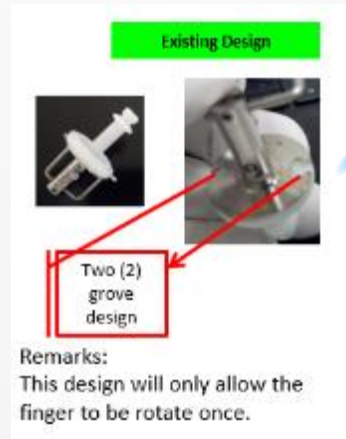 Existing Design
Two (2)
grove
design
Remarks:
This design will only allow the
finger to be rotate once.